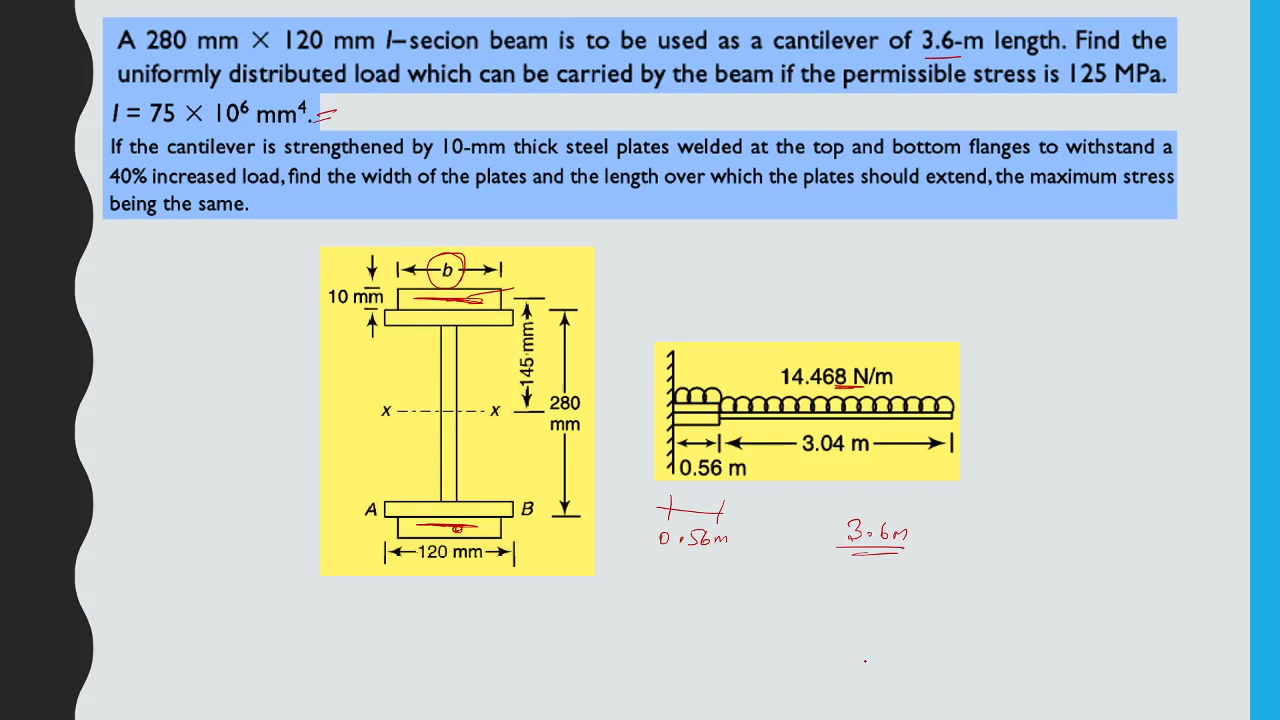 A 280 mm × 120 mm I–secion beam is to be used as a cantilever of 3.6-m length. Find the
uniformly distributed load which can be carried by the beam if the permissible stress is 125 MPa.
I = 75 × 10⁶ mm⁴.
If the cantilever is strengthened by 10-mm thick steel plates welded at the top and bottom flanges to withstand a
40% increased load, find the width of the plates and the length over which the plates should extend, the maximum stress
being the same.
b
10 mm
145 mm
x x
280
mm
A B
120 mm
14.468 N/m
3.04 m
0.56 m
0.56m
3.6m